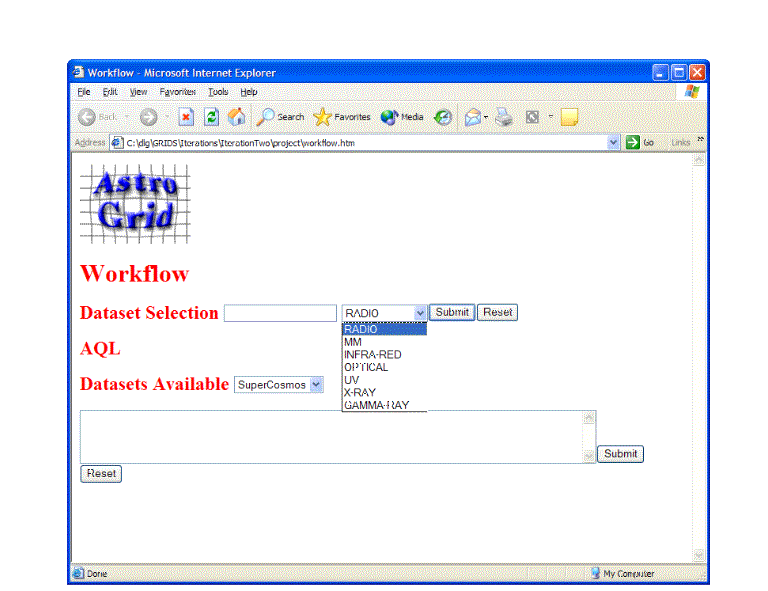 Workflow - Microsoft Internet Explorer
File Edit View Favorites Tools Help
Back Search Favorites Media
Address C:\dlg\GRIDS\Iterations\IterationTwo\project\workflow.htm Go Links »
Astro
Grid
Workflow
Dataset Selection RADIO Submit Reset
RADIO
MM
INFRA-RED
OPTICAL
UV
X-RAY
GAMMA-RAY
AQL
Datasets Available SuperCosmos
Submit
Reset
Done My Computer